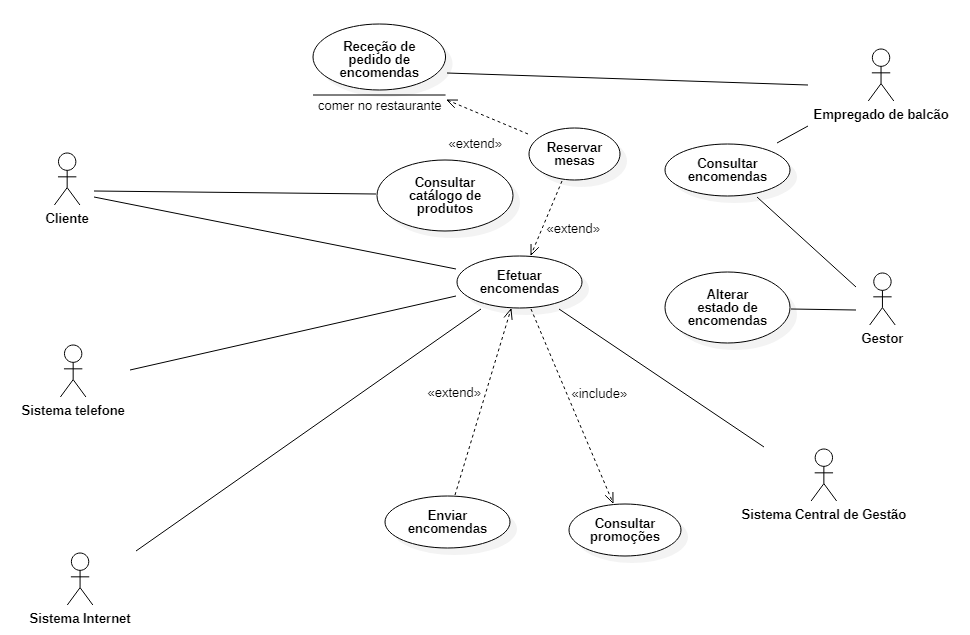 Receção de
pedido de
encomendas
comer no restaurante
Empregado de balcão
«extend»
Reservar
mesas
Consultar
encomendas
Cliente
Consultar
catálogo de
produtos
«extend»
Efetuar
encomendas
Alterar
estado de
encomendas
Gestor
Sistema telefone
«extend»
«include»
Enviar
encomendas
Consultar
promoções
Sistema Central de Gestão
Sistema Internet